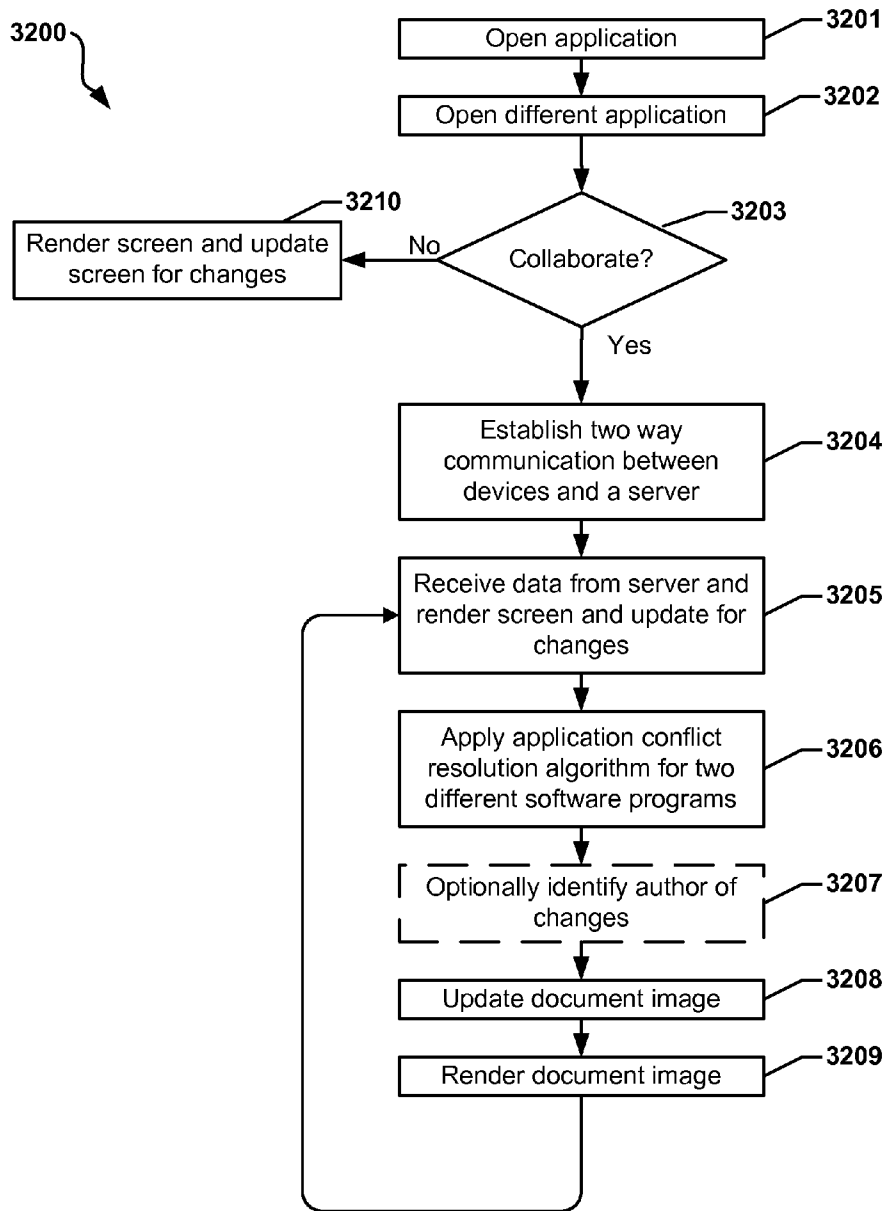 3200
Open application
3201
Open different application
3202
Collaborate?
3203
No
3210
Render screen and update
screen for changes
Yes
Establish two way
communication between
devices and a server
3204
Receive data from server and
render screen and update for
changes
3205
Apply application conflict
resolution algorithm for two
different software programs
3206
Optionally identify author of
changes
3207
Update document image
3208
Render document image
3209